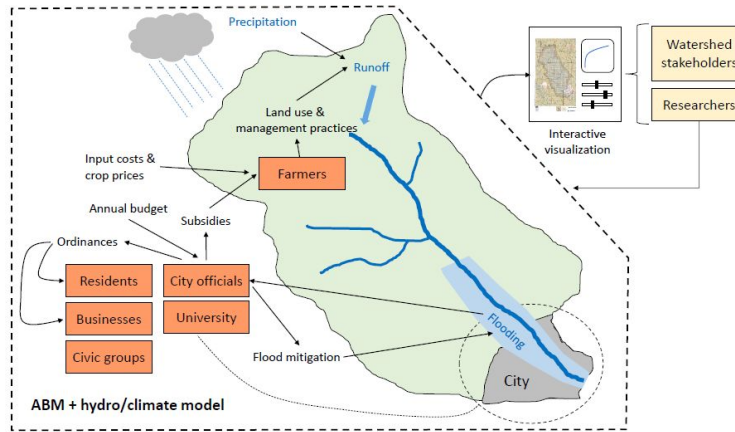 Precipitation
Runoff
Land use &
management practices
Input costs &
crop prices
Farmers
Annual budget
Subsidies
Ordinances
Residents
City officials
Businesses
University
Civic groups
Flood mitigation
Flooding
City
ABM + hydro/climate model
Interactive
visualization
Watershed
stakeholders
Researchers